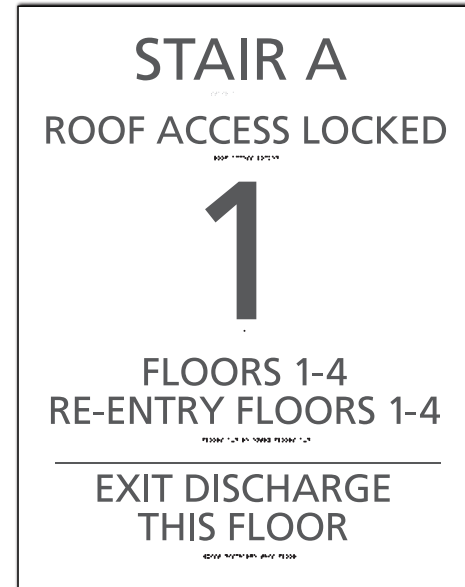 STAIR A
ROOF ACCESS LOCKED
1
FLOORS 1-4
RE-ENTRY FLOORS 1-4
EXIT DISCHARGE
THIS FLOOR